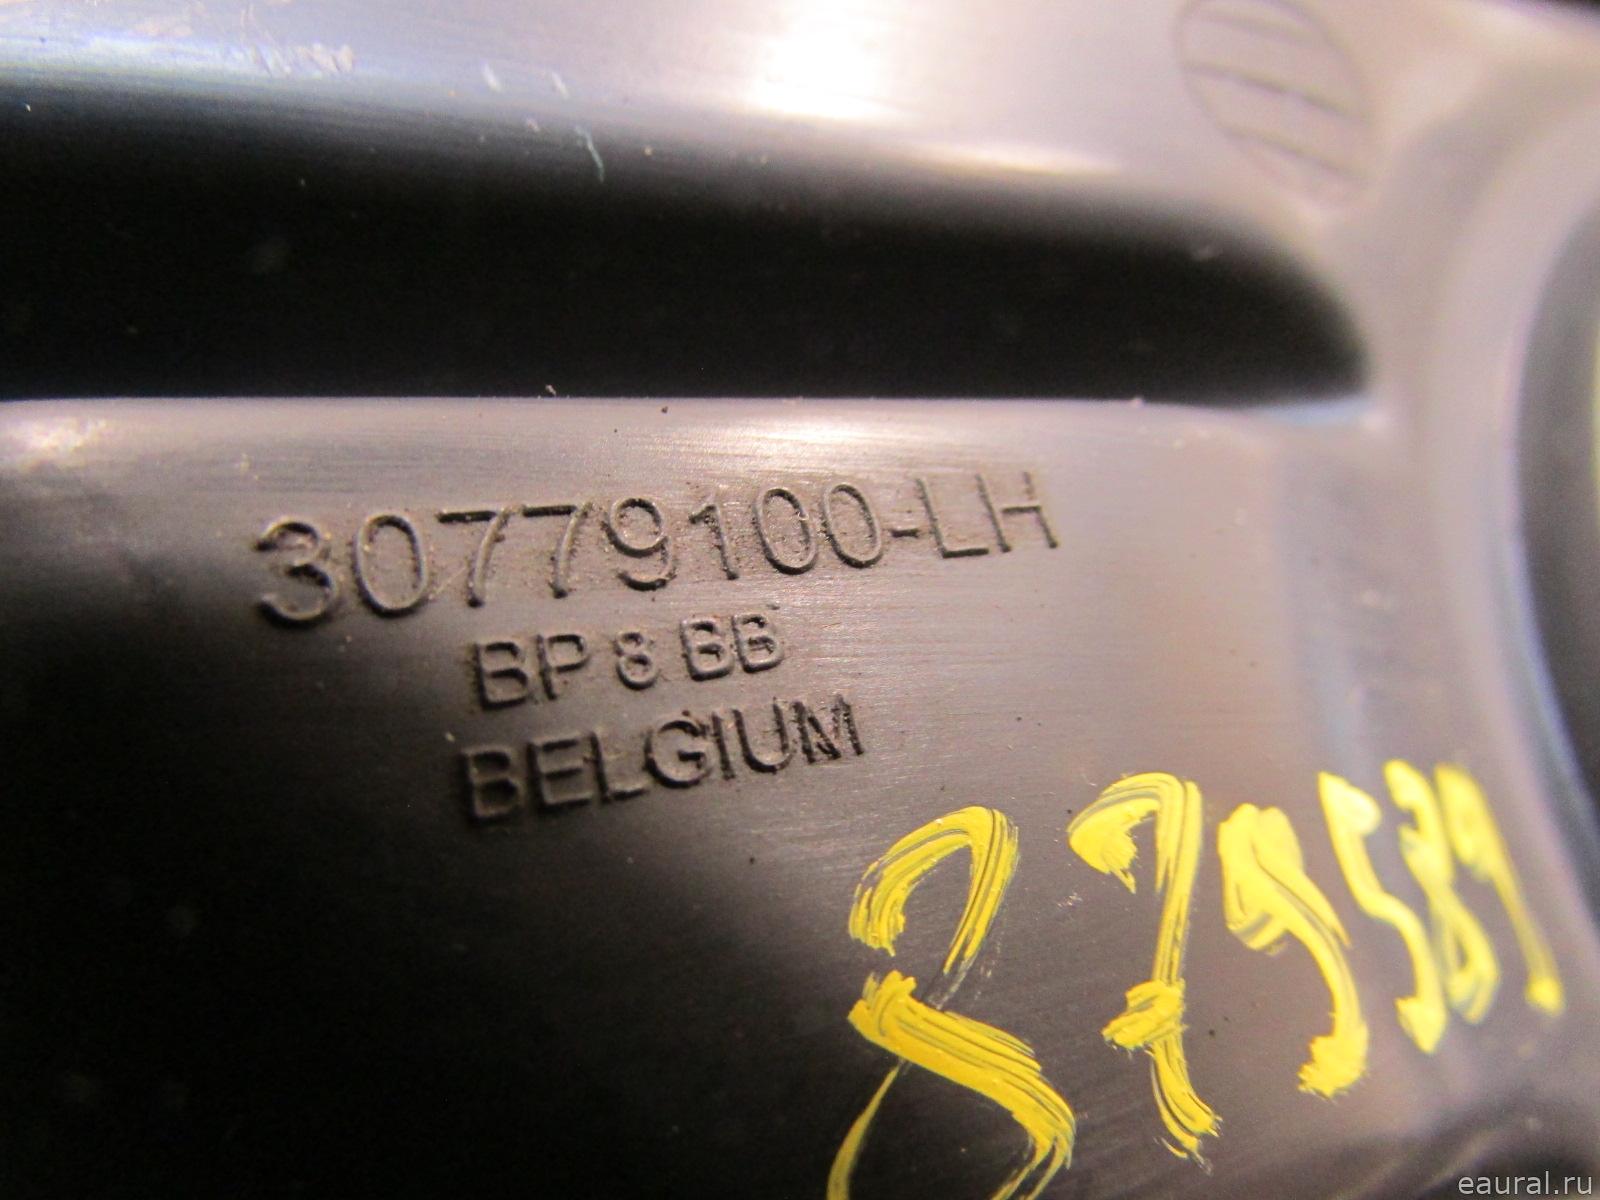 30779100-LH
BP 8 BB
BELGIUM
879589
eaural.ru